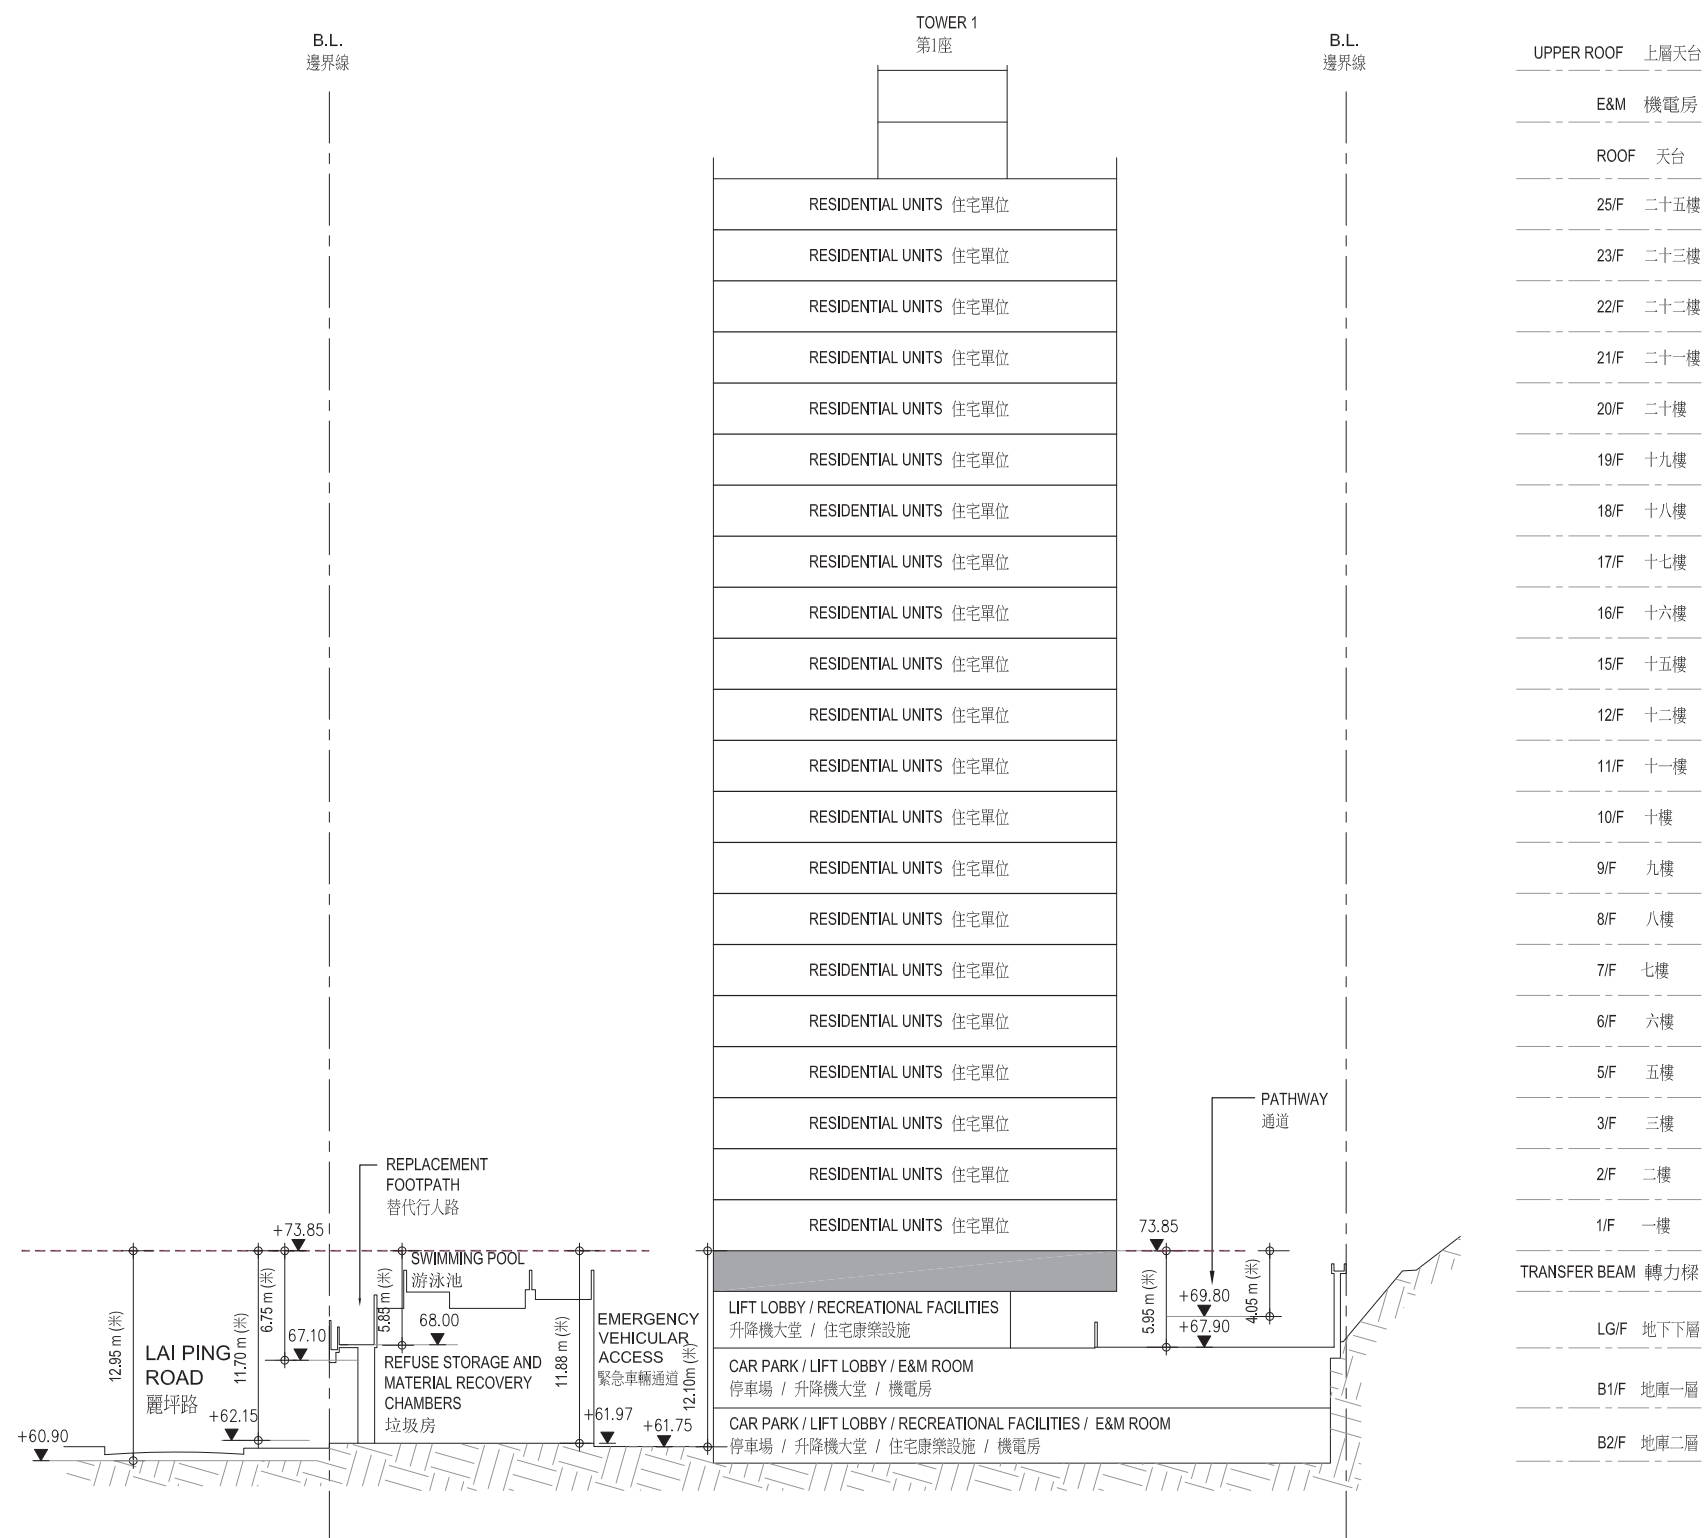 TOWER 1
第1座
B.L.
邊界線
B.L.
邊界線
UPPER ROOF 上層天台
E&M 機電房
ROOF 天台
RESIDENTIAL UNITS 住宅單位 25/F 二十五樓
RESIDENTIAL UNITS 住宅單位 23/F 二十三樓
RESIDENTIAL UNITS 住宅單位 22/F 二十二樓
RESIDENTIAL UNITS 住宅單位 21/F 二十一樓
RESIDENTIAL UNITS 住宅單位 20/F 二十樓
RESIDENTIAL UNITS 住宅單位 19/F 十九樓
RESIDENTIAL UNITS 住宅單位 18/F 十八樓
RESIDENTIAL UNITS 住宅單位 17/F 十七樓
RESIDENTIAL UNITS 住宅單位 16/F 十六樓
RESIDENTIAL UNITS 住宅單位 15/F 十五樓
RESIDENTIAL UNITS 住宅單位 12/F 十二樓
RESIDENTIAL UNITS 住宅單位 11/F 十一樓
RESIDENTIAL UNITS 住宅單位 10/F 十樓
RESIDENTIAL UNITS 住宅單位 9/F 九樓
RESIDENTIAL UNITS 住宅單位 8/F 八樓
RESIDENTIAL UNITS 住宅單位 7/F 七樓
RESIDENTIAL UNITS 住宅單位 6/F 六樓
RESIDENTIAL UNITS 住宅單位 5/F 五樓
RESIDENTIAL UNITS 住宅單位 3/F 三樓
RESIDENTIAL UNITS 住宅單位 2/F 二樓
RESIDENTIAL UNITS 住宅單位 1/F 一樓
TRANSFER BEAM 轉力樑
LG/F 地下下層
B1/F 地庫一層
B2/F 地庫二層
PATHWAY
通道
REPLACEMENT
FOOTPATH
替代行人路
+73.85
73.85
SWIMMING POOL
游泳池
12.95 m (米)
11.70 m (米)
6.75 m (米)
5.85 m (米)
11.88 m (米)
12.10m (米)
5.95 m (米)
4.05 m (米)
+69.80
+67.90
68.00
67.10
LAI PING
ROAD
麗坪路
REFUSE STORAGE AND
MATERIAL RECOVERY
CHAMBERS
垃圾房
EMERGENCY
VEHICULAR
ACCESS
緊急車輛通道
LIFT LOBBY / RECREATIONAL FACILITIES
升降機大堂 / 住宅康樂設施
CAR PARK / LIFT LOBBY / E&M ROOM
停車場 / 升降機大堂 / 機電房
CAR PARK / LIFT LOBBY / RECREATIONAL FACILITIES / E&M ROOM
停車場 / 升降機大堂 / 住宅康樂設施 / 機電房
+62.15
+60.90
+61.97
+61.75